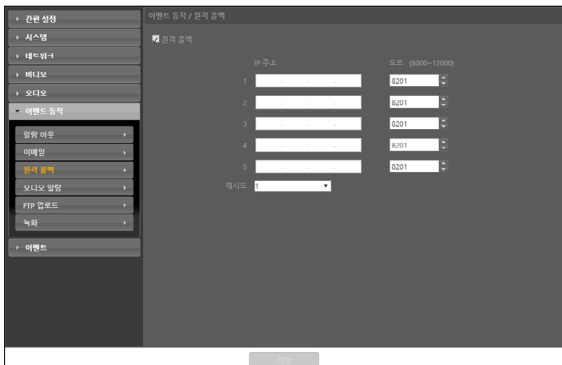 간편 설정
시스템
네트워크
비디오
오디오
이벤트 동작
알람 아웃
이메일
원격 콜백
오디오 알람
FTP 업로드
녹화
이벤트
이벤트 동작 / 원격 콜백
원격 콜백
IP 주소 포트 (8000~12000)
1 . . . 8201
2 . . . 8201
3 . . . 8201
4 . . . 8201
5 . . . 8201
재시도 1
저장